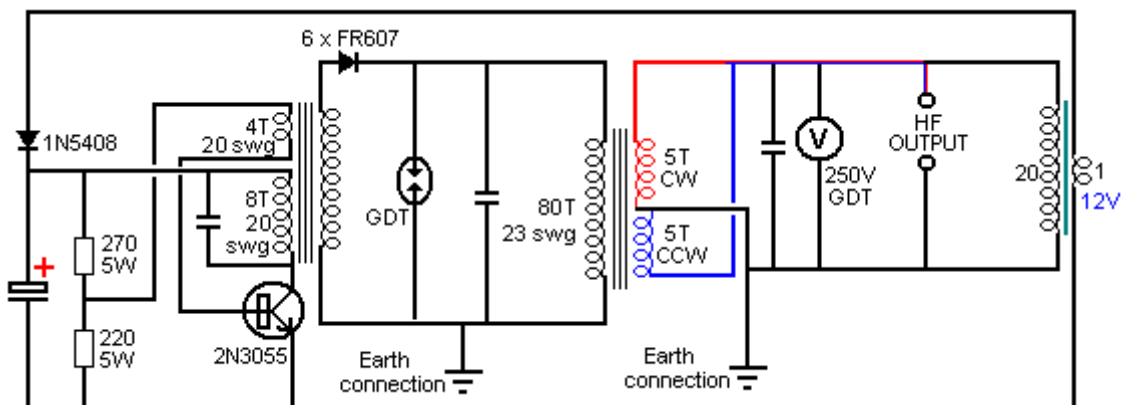 6 x FR607
1N5408
4T
20 swg
8T
20
swg
+
270
5W
220
5W
2N3055
GDT
Earth
connection
80T
23 swg
5T
CW
5T
CCW
Earth
connection
V
250V
GDT
HF
OUTPUT
20
1
12V